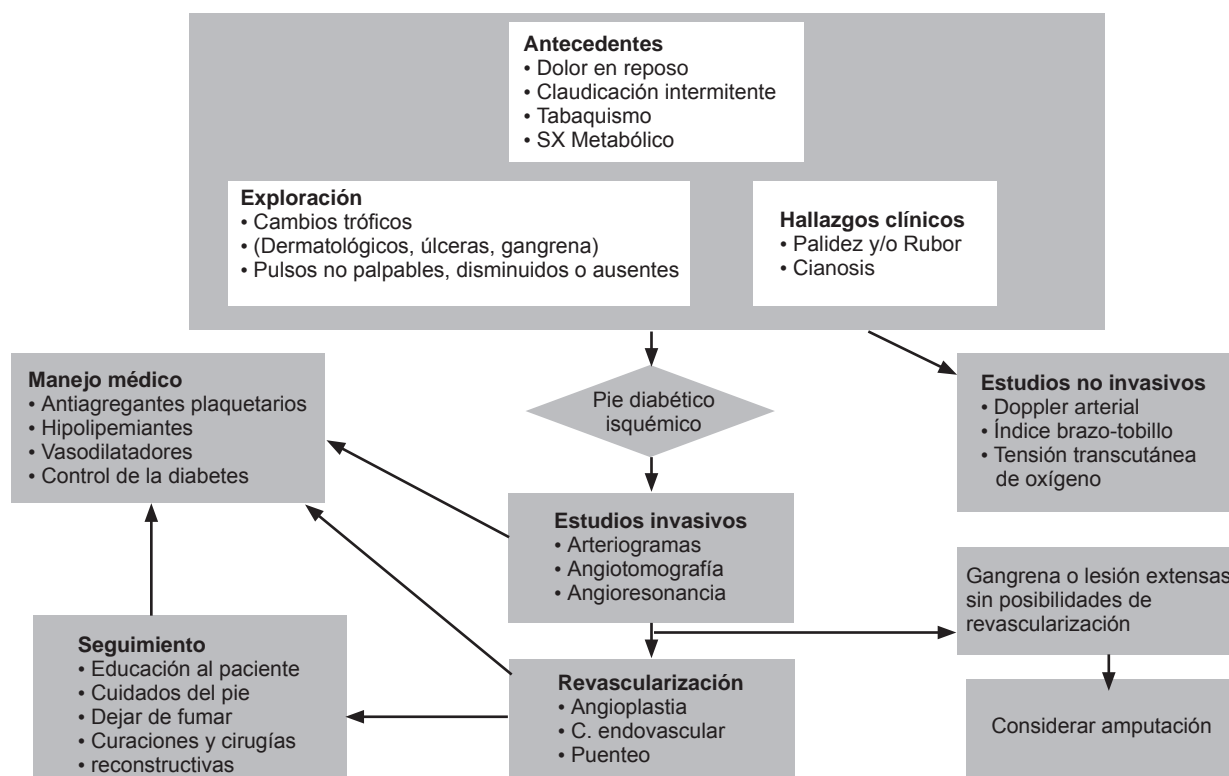 Antecedentes
• Dolor en reposo
• Claudicación intermitente
• Tabaquismo
• SX Metabólico
Exploración
• Cambios tróficos
• (Dermatológicos, úlceras, gangrena)
• Pulsos no palpables, disminuidos o ausentes
Hallazgos clínicos
• Palidez y/o Rubor
• Cianosis
Manejo médico
• Antiagregantes plaquetarios
• Hipolipemiantes
• Vasodilatadores
• Control de la diabetes
Pie diabético
isquémico
Estudios no invasivos
• Doppler arterial
• Índice brazo-tobillo
• Tensión transcutánea
de oxígeno
Estudios invasivos
• Arteriogramas
• Angiotomografía
• Angioresonancia
Gangrena o lesión extensas
sin posibilidades de
revascularización
Seguimiento
• Educación al paciente
• Cuidados del pie
• Dejar de fumar
• Curaciones y cirugías
• reconstructivas
Revascularización
• Angioplastia
• C. endovascular
• Puenteo
Considerar amputación